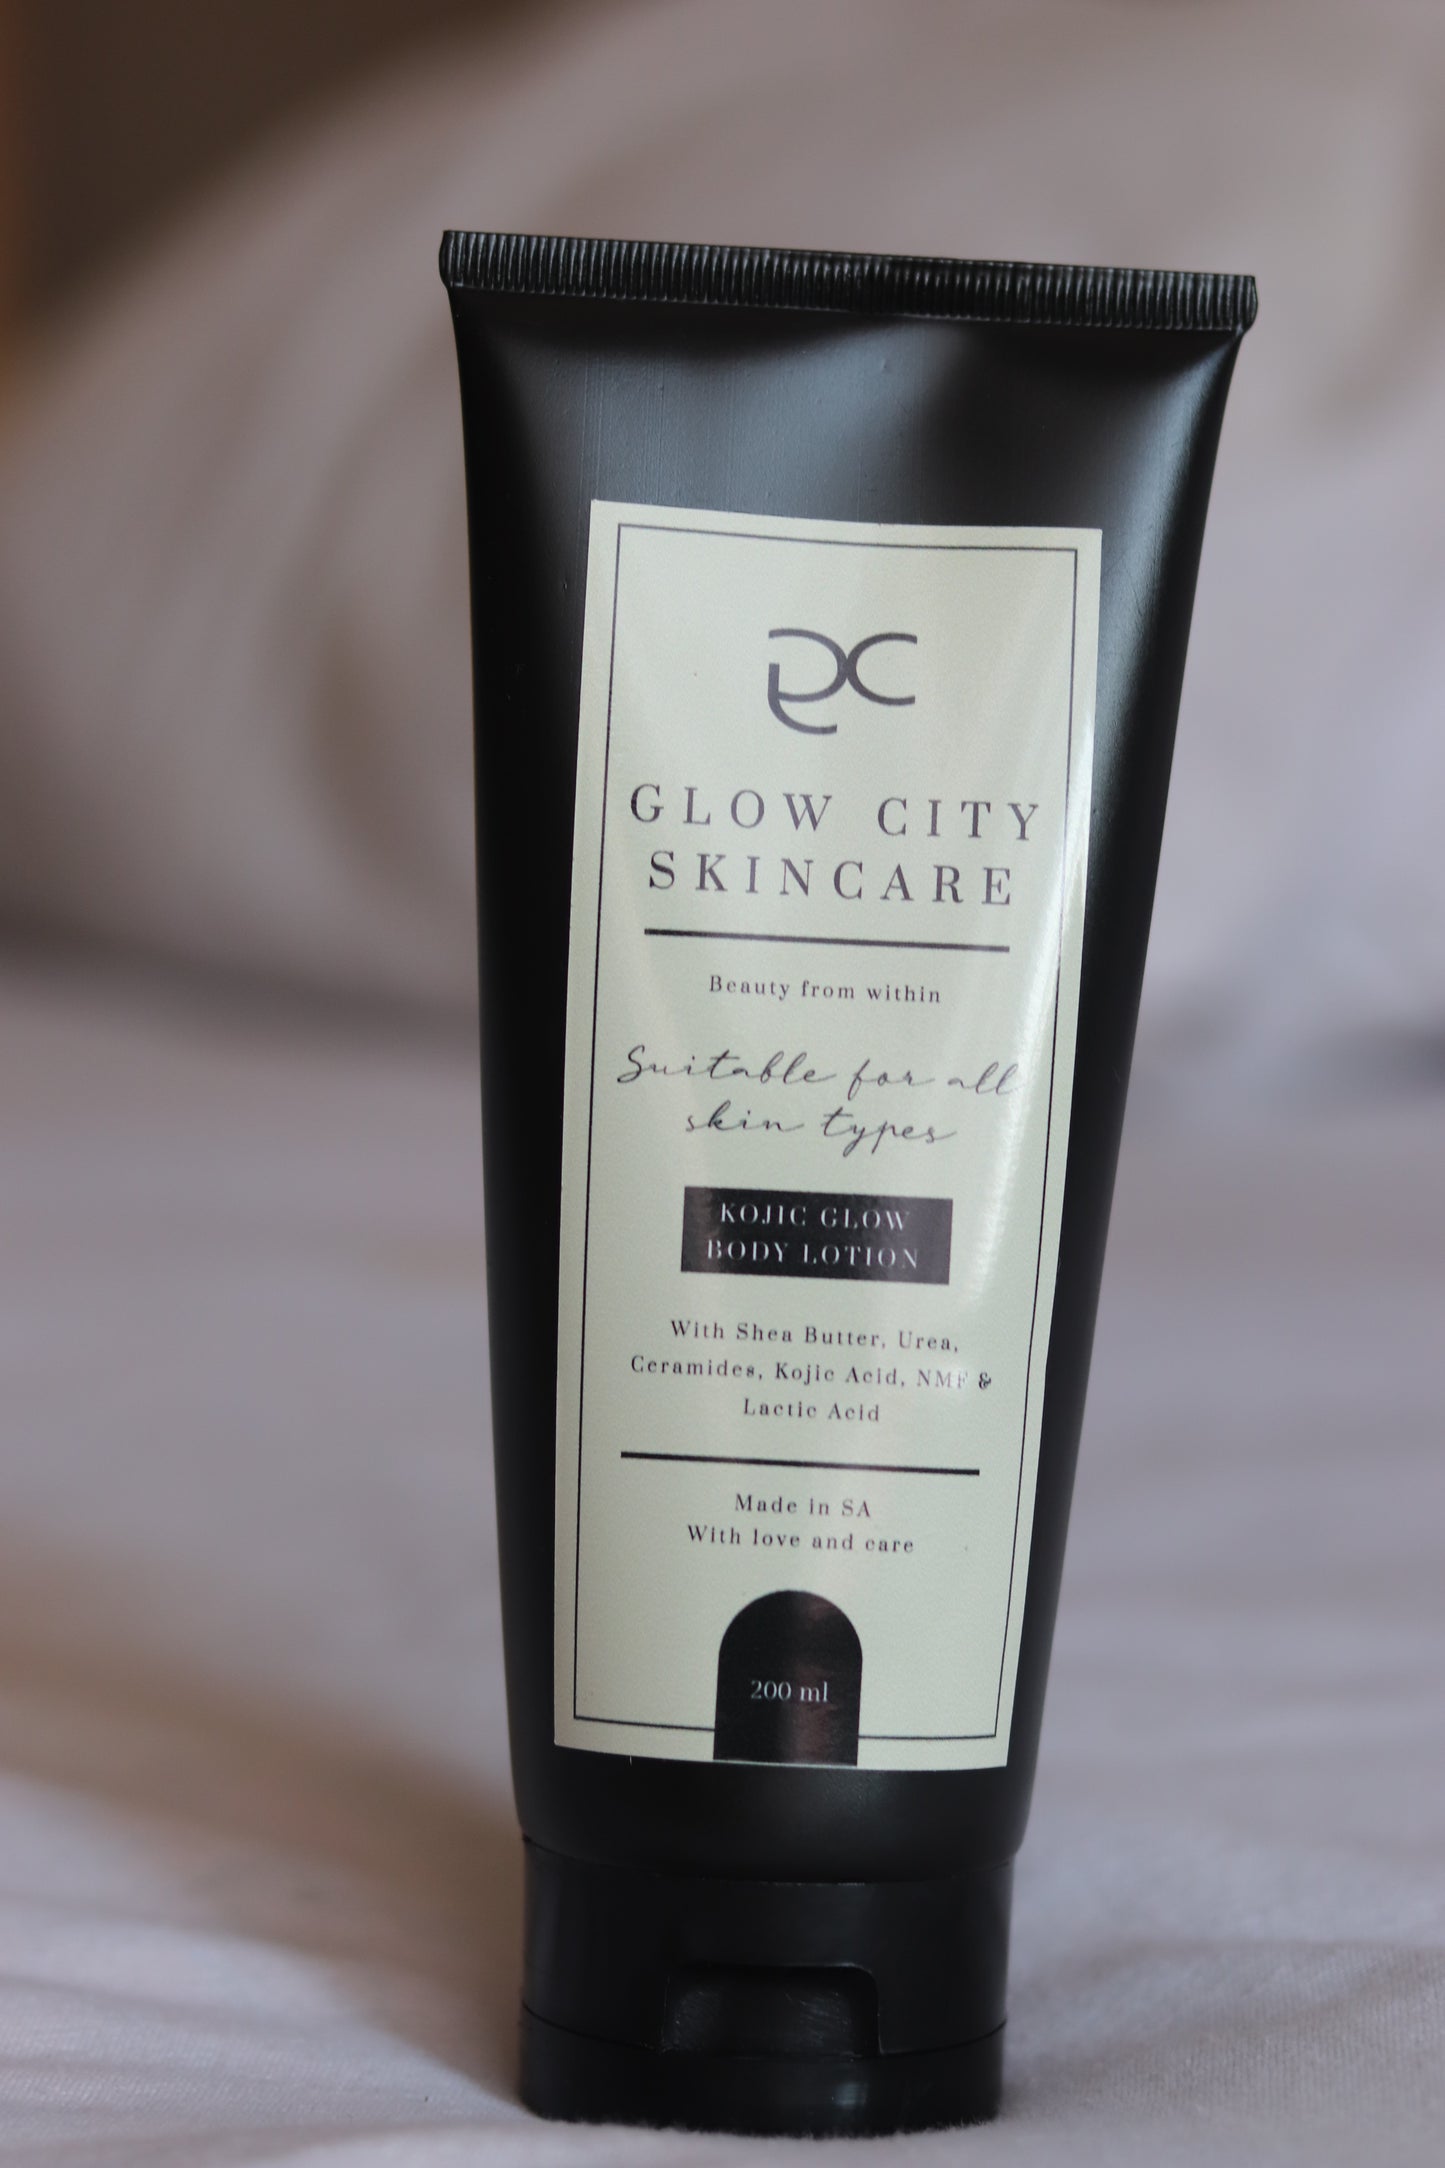 GLOW CITY
SKINCARE
Beauty from within
Suitable for all
skin types
KOJIC GLOW
BODY LOTION
With Shea Butter, Urea,
Ceramides, Kojic Acid, NMF &
Lactic Acid
Made in SA
With love and care
200 ml